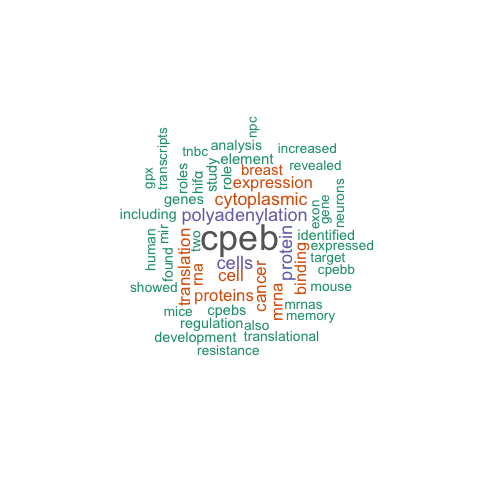 npc
transcripts
tnbc
analysis
increased
element
revealed
gpx
roles
hifα
study
role
breast
expression
neurons
genes
cytoplasmic
exon
gene
including
polyadenylation
human
mir
two
cpeb
protein
identified
expressed
found
translation
cells
binding
target
rna
cell
cancer
cpebb
showed
proteins
mrna
mouse
mice
cpebs
mrnas
memory
regulation
also
development
translational
resistance